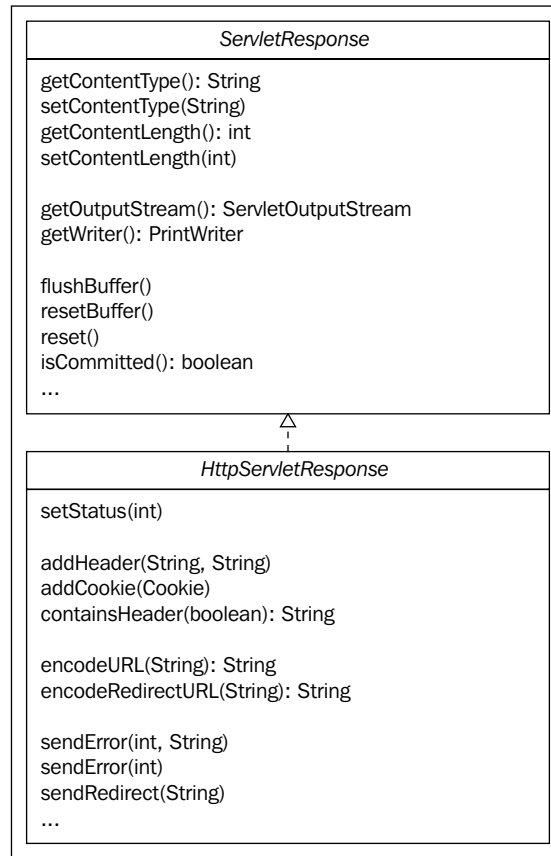 ServletResponse
getContentType(): String
setContentType(String)
getContentLength(): int
setContentLength(int)
getOutputStream(): ServletOutputStream
getWriter(): PrintWriter
flushBuffer()
resetBuffer()
reset()
isCommitted(): boolean
...
HttpServletResponse
setStatus(int)
addHeader(String, String)
addCookie(Cookie)
containsHeader(boolean): String
encodeURL(String): String
encodeRedirectURL(String): String
sendError(int, String)
sendError(int)
sendRedirect(String)
...